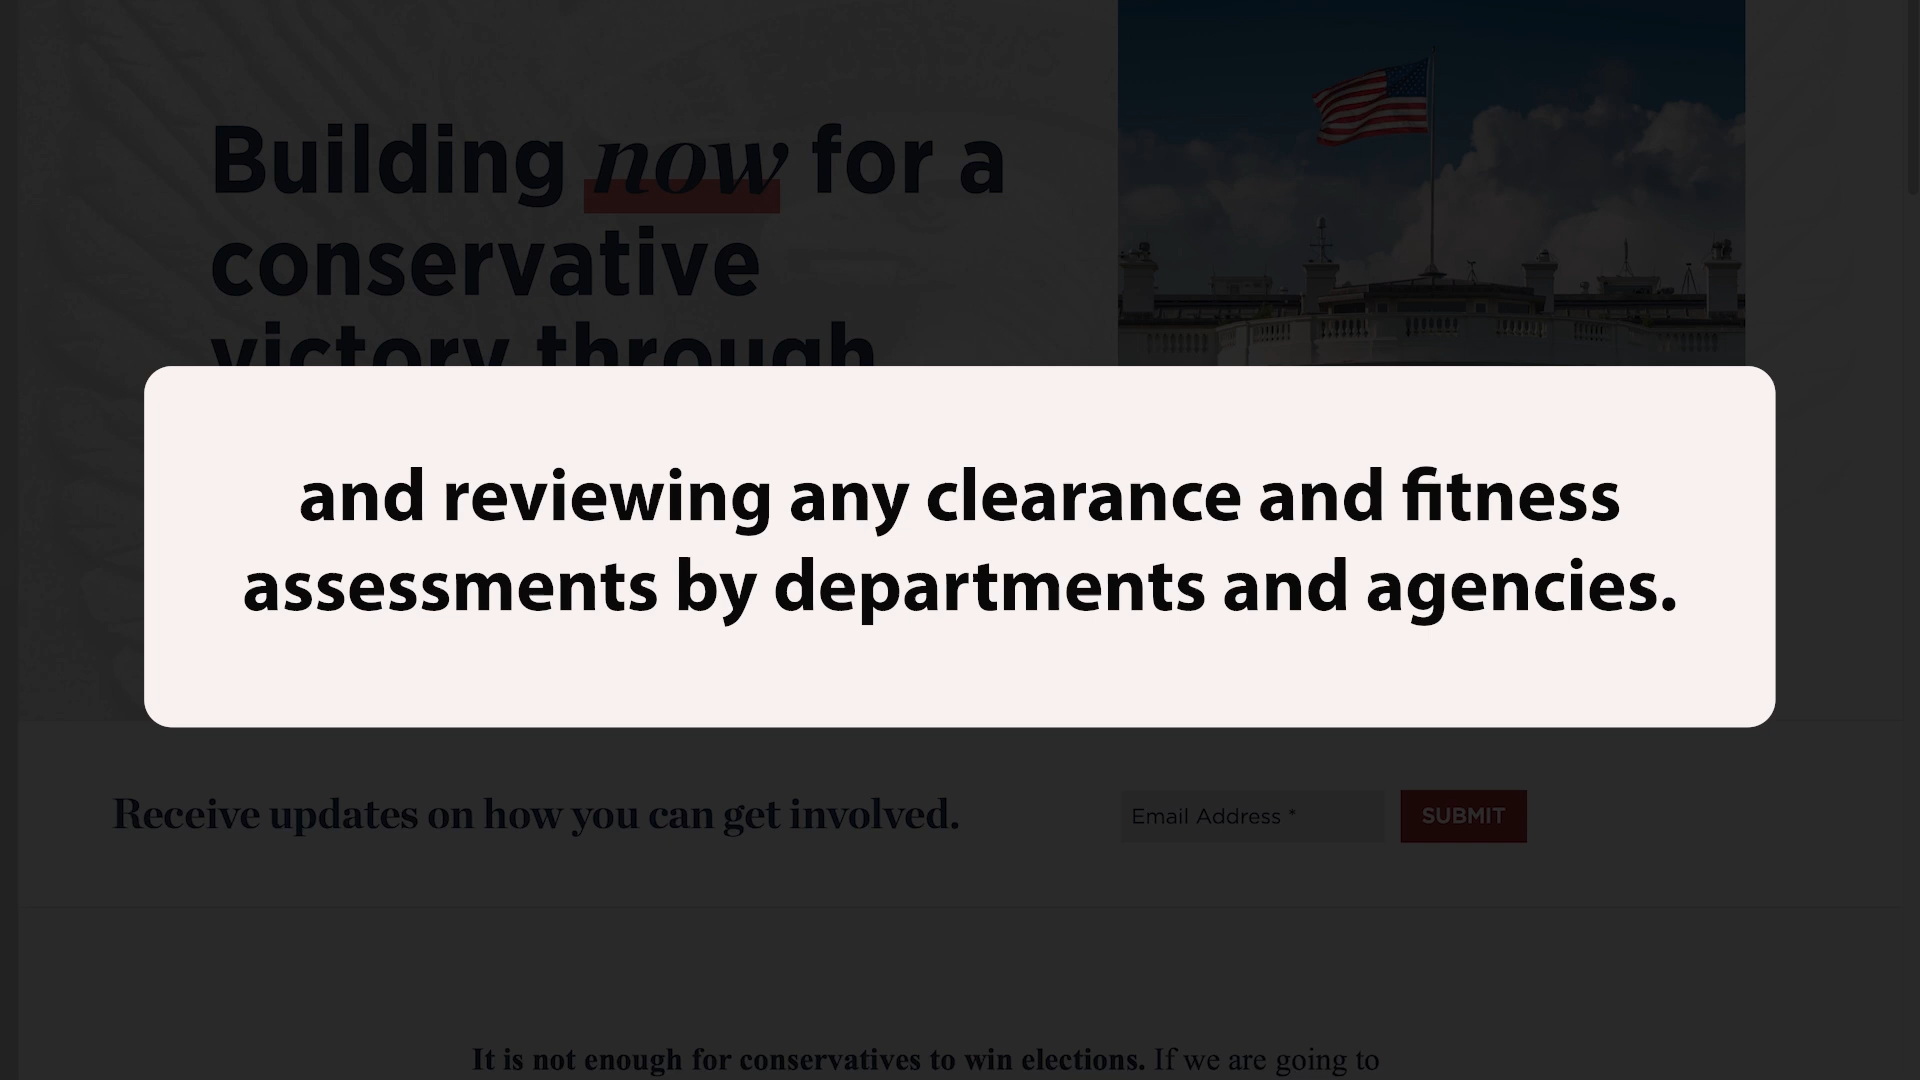 Building now for a
conservative
victory through
and reviewing any clearance and fitness
assessments by departments and agencies.
Receive updates on how you can get involved.
Email Address *
SUBMIT
It is not enough for conservatives to win elections. If we are going to